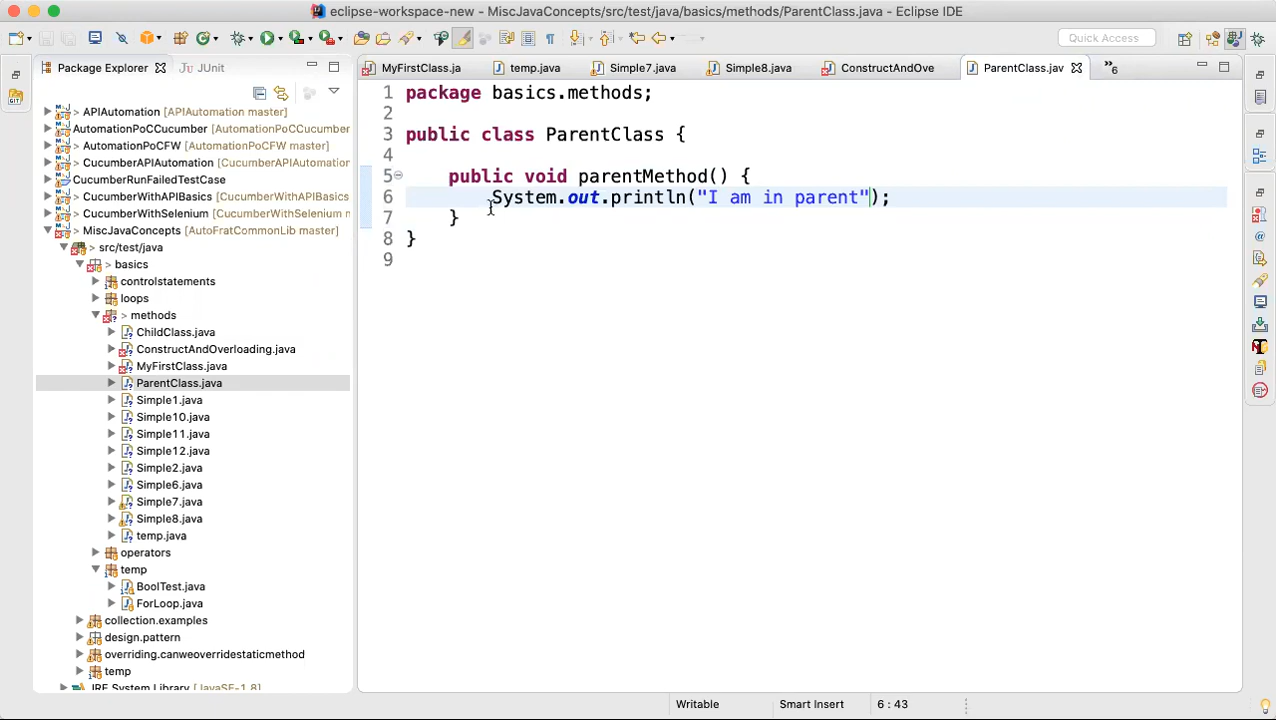 eclipse-workspace-new - MiscJavaConcepts/src/test/java/basics/methods/ParentClass.java - Eclipse IDE
Quick Access
Package Explorer
JUnit
MyFirstClass.ja
temp.java
Simple7.java
Simple8.java
ConstructAndOve
ParentClass.jav
»6
> APIAutomation [APIAutomation master]
AutomationPoCCucumber [AutomationPoCCucumber
> AutomationPoCFW [AutomationPoCFW master]
> CucumberAPIAutomation [CucumberAPIAutomation
CucumberRunFailedTestCase
> CucumberWithAPIBasics [CucumberWithAPIBasics
> CucumberWithSelenium [CucumberWithSelenium m
> MiscJavaConcepts [AutoFratCommonLib master]
> src/test/java
> basics
controlstatements
loops
> methods
ChildClass.java
ConstructAndOverloading.java
MyFirstClass.java
ParentClass.java
Simple1.java
Simple10.java
Simple11.java
Simple12.java
Simple2.java
Simple6.java
Simple7.java
Simple8.java
temp.java
operators
temp
BoolTest.java
ForLoop.java
collection.examples
design.pattern
overriding.canweoverridestaticmethod
temp
JRE System Library [JavaSE-1.8]
1 package basics.methods;
2
3 public class ParentClass {
4
5 public void parentMethod() {
6 System.out.println("I am in parent");
7 }
8 }
9
Writable
Smart Insert
6 : 43